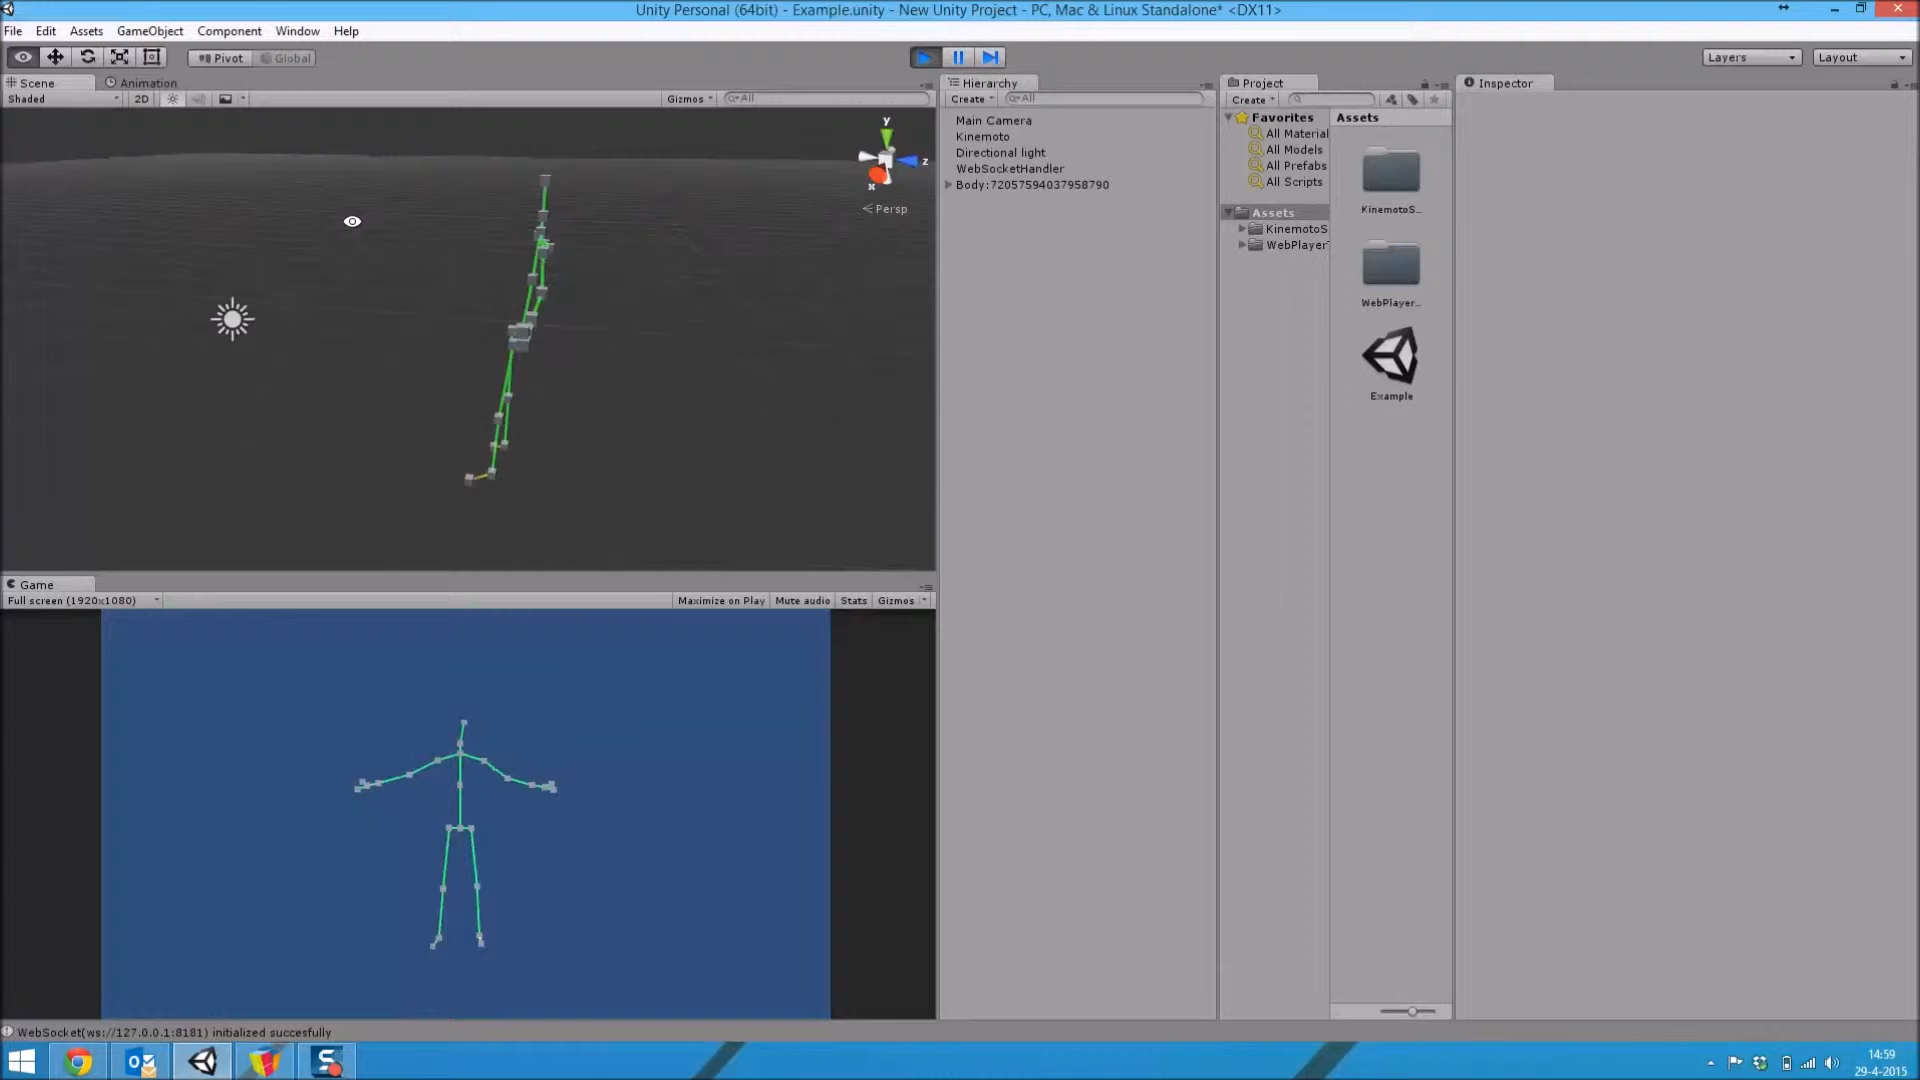 Unity Personal (64bit) - Example.unity - New Unity Project - PC, Mac & Linux Standalone* <DX11>
File Edit Assets GameObject Component Window Help
Pivot Global
Layers
Layout
Scene
Animation
Shaded
2D
Gizmos
All
y
z
x
Persp
Hierarchy
Create
All
Main Camera
Kinemoto
Directional light
WebSocketHandler
Body:72057594037958790
Project
Create
Favorites
All Material
All Models
All Prefabs
All Scripts
Assets
KinemotoS
WebPlayerT
Assets
KinemotoS...
WebPlayer...
Example
Inspector
Game
Full screen (1920x1080)
Maximize on Play
Mute audio
Stats
Gizmos
WebSocket(ws://127.0.0.1:8181) initialized succesfully
14:59
29-4-2015